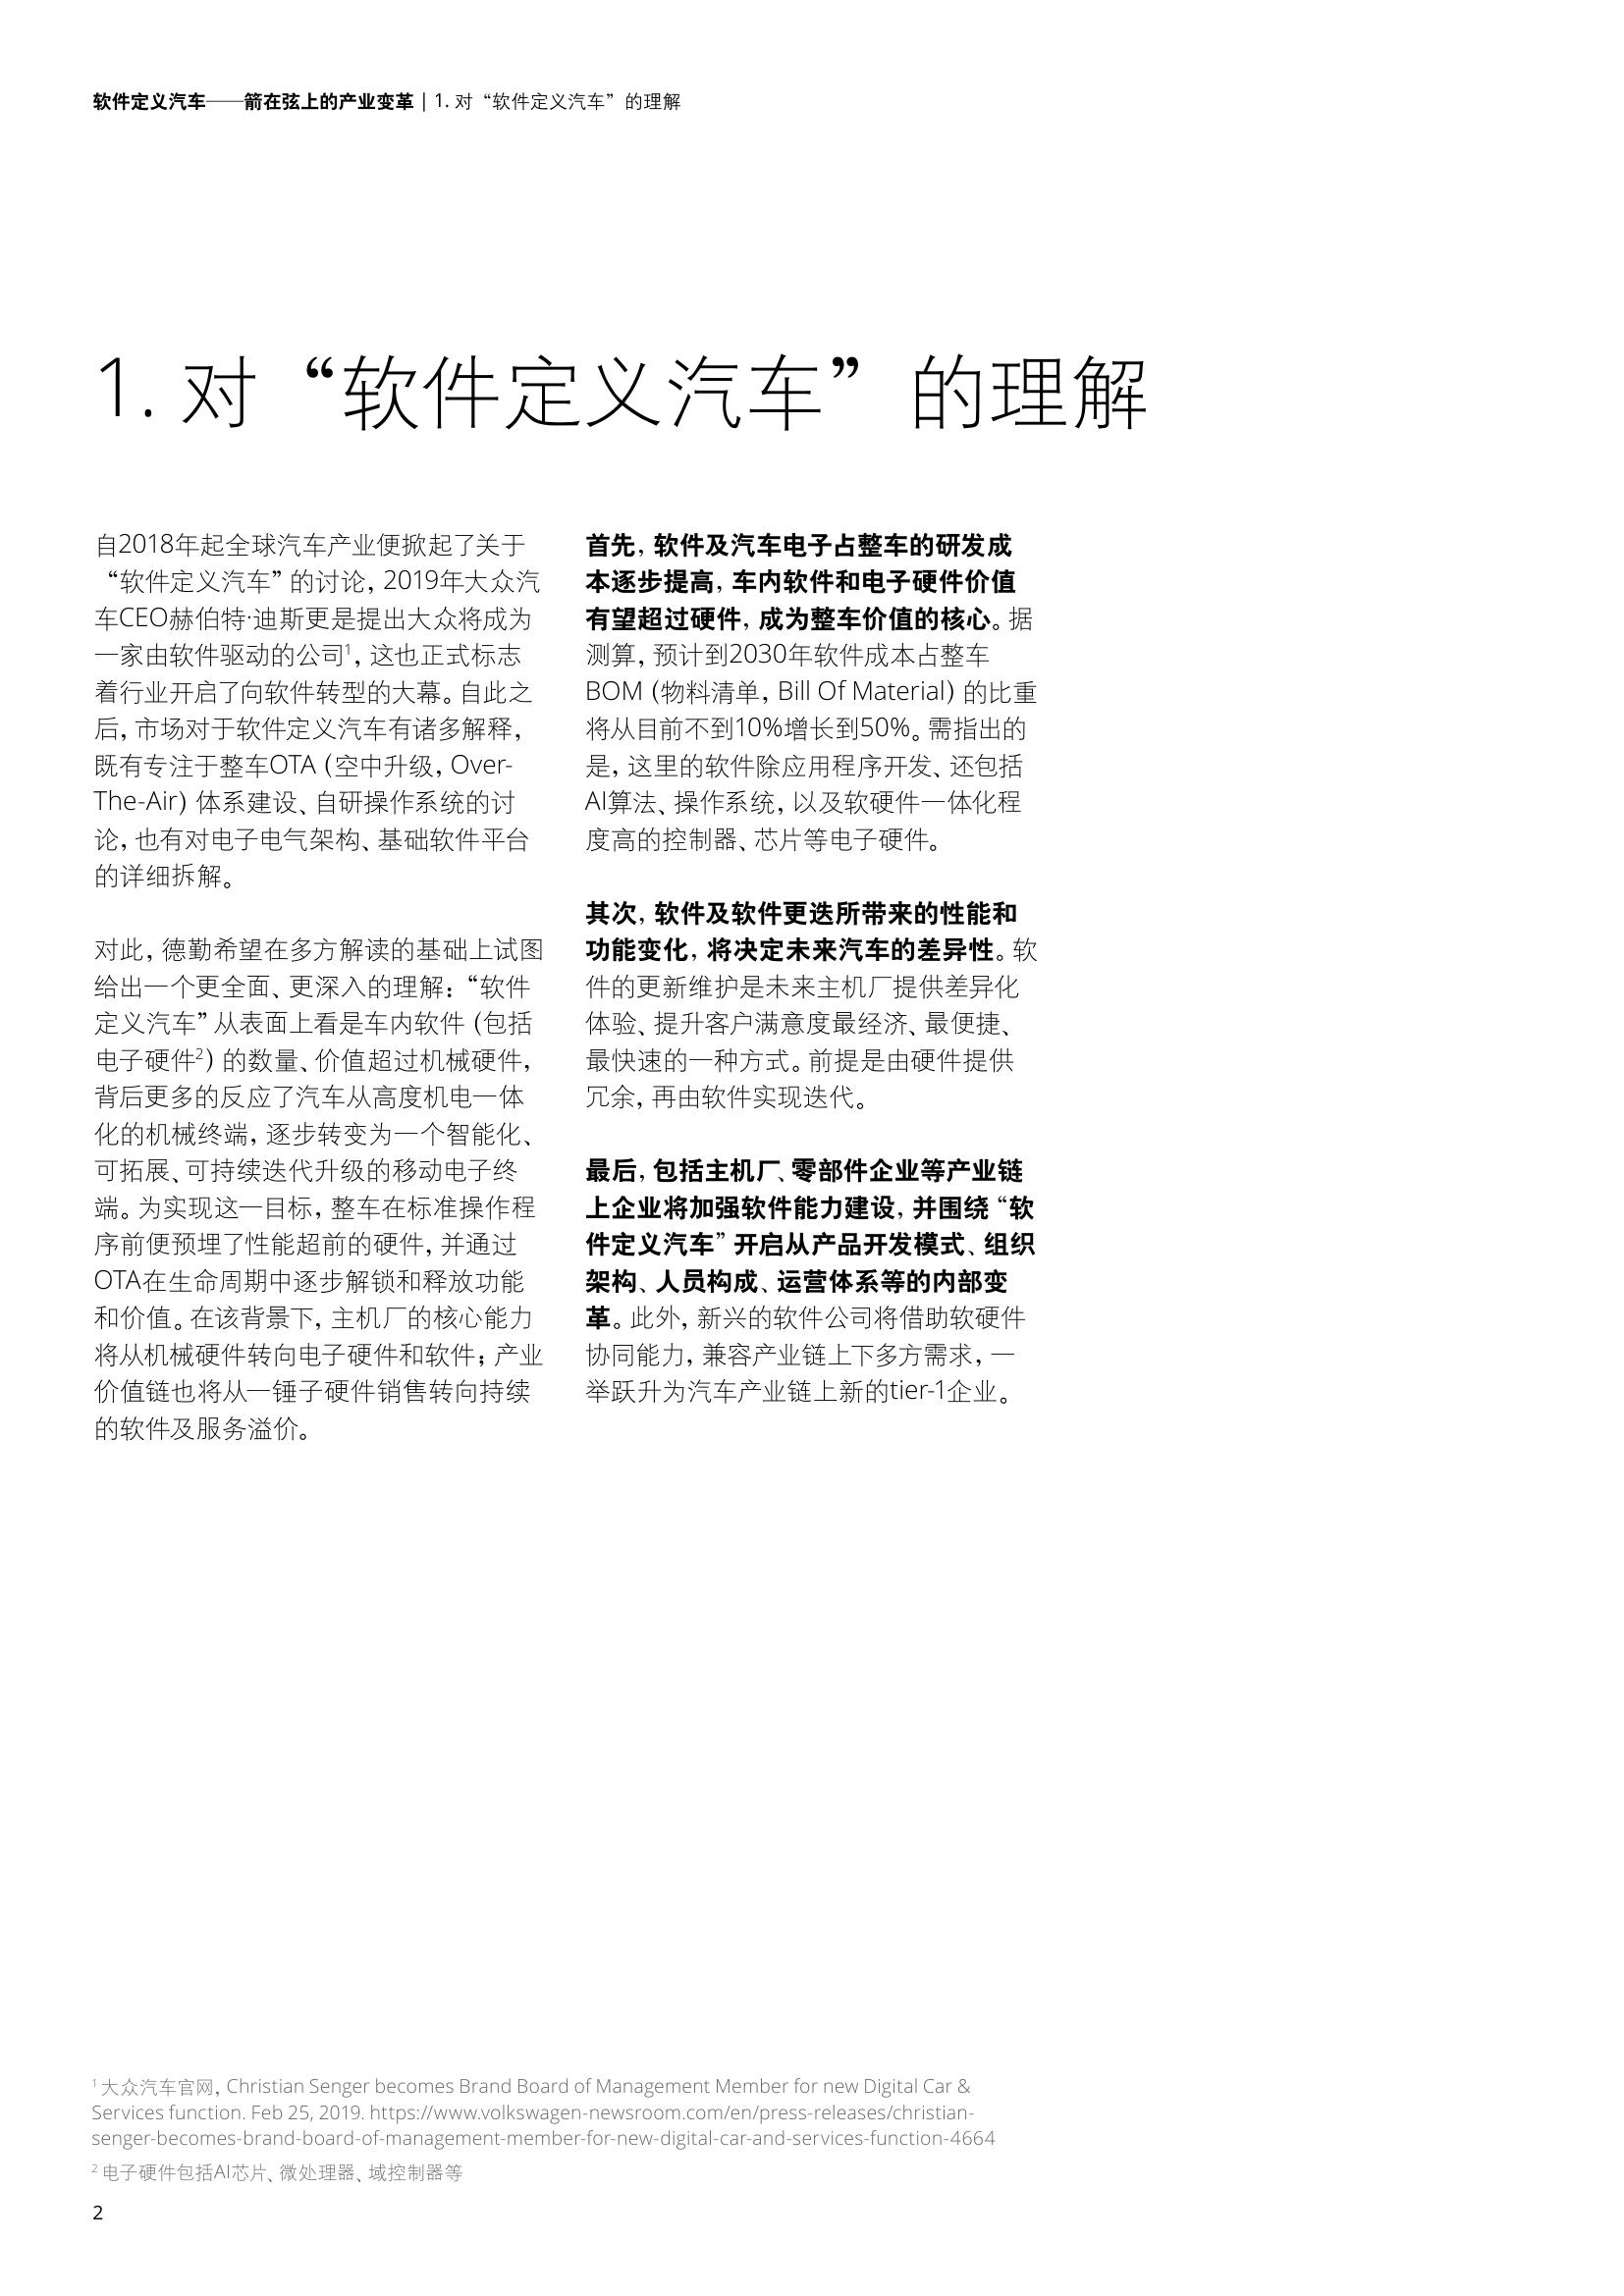 软件定义汽车——箭在弦上的产业变革 | 1. 对“软件定义汽车”的理解
1. 对“软件定义汽车”的理解
自2018年起全球汽车产业便掀起了关于
“软件定义汽车”的讨论，2019年大众汽
车CEO赫伯特·迪斯更是提出大众将成为
一家由软件驱动的公司¹，这也正式标志
着行业开启了向软件转型的大幕。自此之
后，市场对于软件定义汽车有诸多解释，
既有专注于整车OTA（空中升级，Over-
The-Air）体系建设、自研操作系统的讨
论，也有对电子电气架构、基础软件平台
的详细拆解。
对此，德勤希望在多方解读的基础上试图
给出一个更全面、更深入的理解：“软件
定义汽车”从表面上看是车内软件（包括
电子硬件²）的数量、价值超过机械硬件，
背后更多的反应了汽车从高度机电一体
化的机械终端，逐步转变为一个智能化、
可拓展、可持续迭代升级的移动电子终
端。为实现这一目标，整车在标准操作程
序前便预埋了性能超前的硬件，并通过
OTA在生命周期中逐步解锁和释放功能
和价值。在该背景下，主机厂的核心能力
将从机械硬件转向电子硬件和软件；产业
价值链也将从一锤子硬件销售转向持续
的软件及服务溢价。
首先，软件及汽车电子占整车的研发成
本逐步提高，车内软件和电子硬件价值
有望超过硬件，成为整车价值的核心。据
测算，预计到2030年软件成本占整车
BOM（物料清单，Bill Of Material）的比重
将从目前不到10%增长到50%。需指出的
是，这里的软件除应用程序开发、还包括
AI算法、操作系统，以及软硬件一体化程
度高的控制器、芯片等电子硬件。
其次，软件及软件更迭所带来的性能和
功能变化，将决定未来汽车的差异性。软
件的更新维护是未来主机厂提供差异化
体验、提升客户满意度最经济、最便捷、
最快速的一种方式。前提是由硬件提供
冗余，再由软件实现迭代。
最后，包括主机厂、零部件企业等产业链
上企业将加强软件能力建设，并围绕“软
件定义汽车”开启从产品开发模式、组织
架构、人员构成、运营体系等的内部变
革。此外，新兴的软件公司将借助软硬件
协同能力，兼容产业链上下多方需求，一
举跃升为汽车产业链上新的tier-1企业。
¹ 大众汽车官网，Christian Senger becomes Brand Board of Management Member for new Digital Car &
Services function. Feb 25, 2019. https://www.volkswagen-newsroom.com/en/press-releases/christian-
senger-becomes-brand-board-of-management-member-for-new-digital-car-and-services-function-4664
² 电子硬件包括AI芯片、微处理器、域控制器等
2